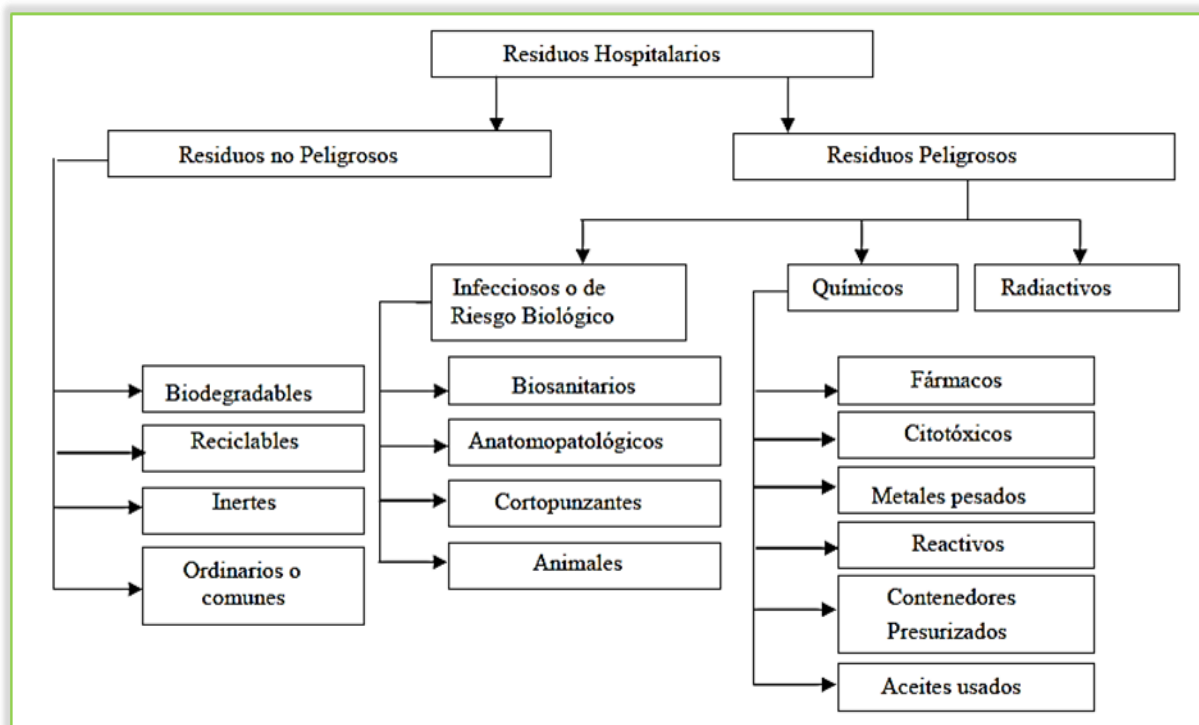 Residuos Hospitalarios
Residuos no Peligrosos
Residuos Peligrosos
Infecciosos o de
Riesgo Biológico
Químicos
Radiactivos
Biodegradables
Reciclables
Inertes
Ordinarios o
comunes
Biosanitarios
Anatomopatológicos
Cortopunzantes
Animales
Fármacos
Citotóxicos
Metales pesados
Reactivos
Contenedores
Presurizados
Aceites usados